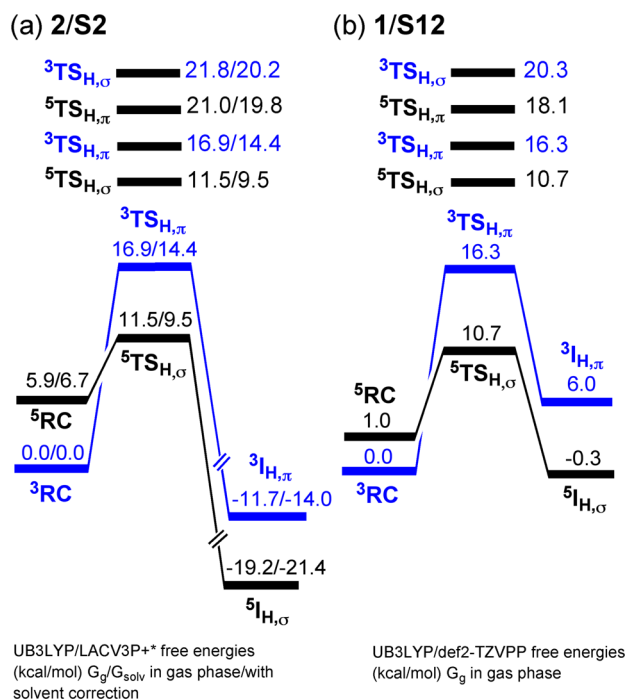 (a) 2/S2
³TS_H,σ 21.8/20.2
⁵TS_H,π 21.0/19.8
³TS_H,π 16.9/14.4
⁵TS_H,σ 11.5/9.5
³TS_H,π
16.9/14.4
11.5/9.5
⁵TS_H,σ
5.9/6.7
⁵RC
0.0/0.0
³RC
³I_H,π
-11.7/-14.0
-19.2/-21.4
⁵I_H,σ
UB3LYP/LACV3P+* free energies
(kcal/mol) G_g/G_solv in gas phase/with
solvent correction
(b) 1/S12
³TS_H,σ 20.3
⁵TS_H,π 18.1
³TS_H,π 16.3
⁵TS_H,σ 10.7
³TS_H,π
16.3
10.7
⁵TS_H,σ
⁵RC
1.0
0.0
³RC
³I_H,π
6.0
-0.3
⁵I_H,σ
UB3LYP/def2-TZVPP free energies
(kcal/mol) G_g in gas phase